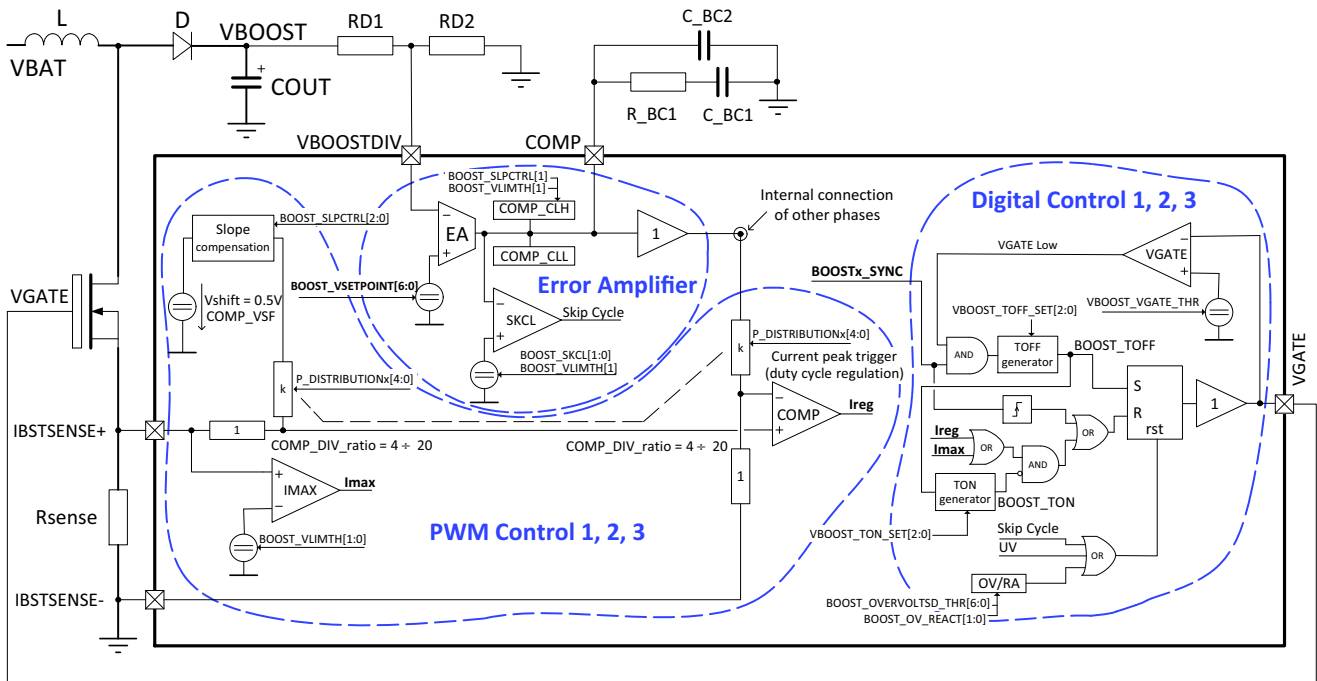 L
D
VBAT
VBOOST
RD1
RD2
C_BC2
+
COUT
R_BC1
C_BC1
VBOOSTDIV
COMP
BOOST_SLPCTRL[1]
BOOST_VLIMTH[1]
COMP_CLH
BOOST_SLPCTRL[2:0]
Slope
compensation
−
EA
+
COMP_CLL
1
Internal connection
of other phases
Digital Control 1, 2, 3
VGATE Low
−
VGATE
+
BOOSTx_SYNC
VGATE
Vshift = 0.5V
COMP_VSF
BOOST_VSETPOINT[6:0]
Error Amplifier
−
SKCL
+
Skip Cycle
VBOOST_VGATE_THR
VBOOST_TOFF_SET[2:0]
AND
TOFF
generator
BOOST_TOFF
VGATE
k
P_DISTRIBUTIONx[4:0]
BOOST_SKCL[1:0]
BOOST_VLIMTH[1]
k
P_DISTRIBUTIONx[4:0]
Current peak trigger
(duty cycle regulation)
−
COMP
+
Ireg
S
R
rst
1
IBSTSENSE+
1
COMP_DIV_ratio = 4 ÷ 20
COMP_DIV_ratio = 4 ÷ 20
1
Ireg
Imax
OR
AND
OR
TON
generator
BOOST_TON
+
IMAX
−
Imax
Rsense
BOOST_VLIMTH[1:0]
PWM Control 1, 2, 3
VBOOST_TON_SET[2:0]
Skip Cycle
UV
OR
OV/RA
IBSTSENSE-
BOOST_OVERVOLTSD_THR[6:0]
BOOST_OV_REACT[1:0]